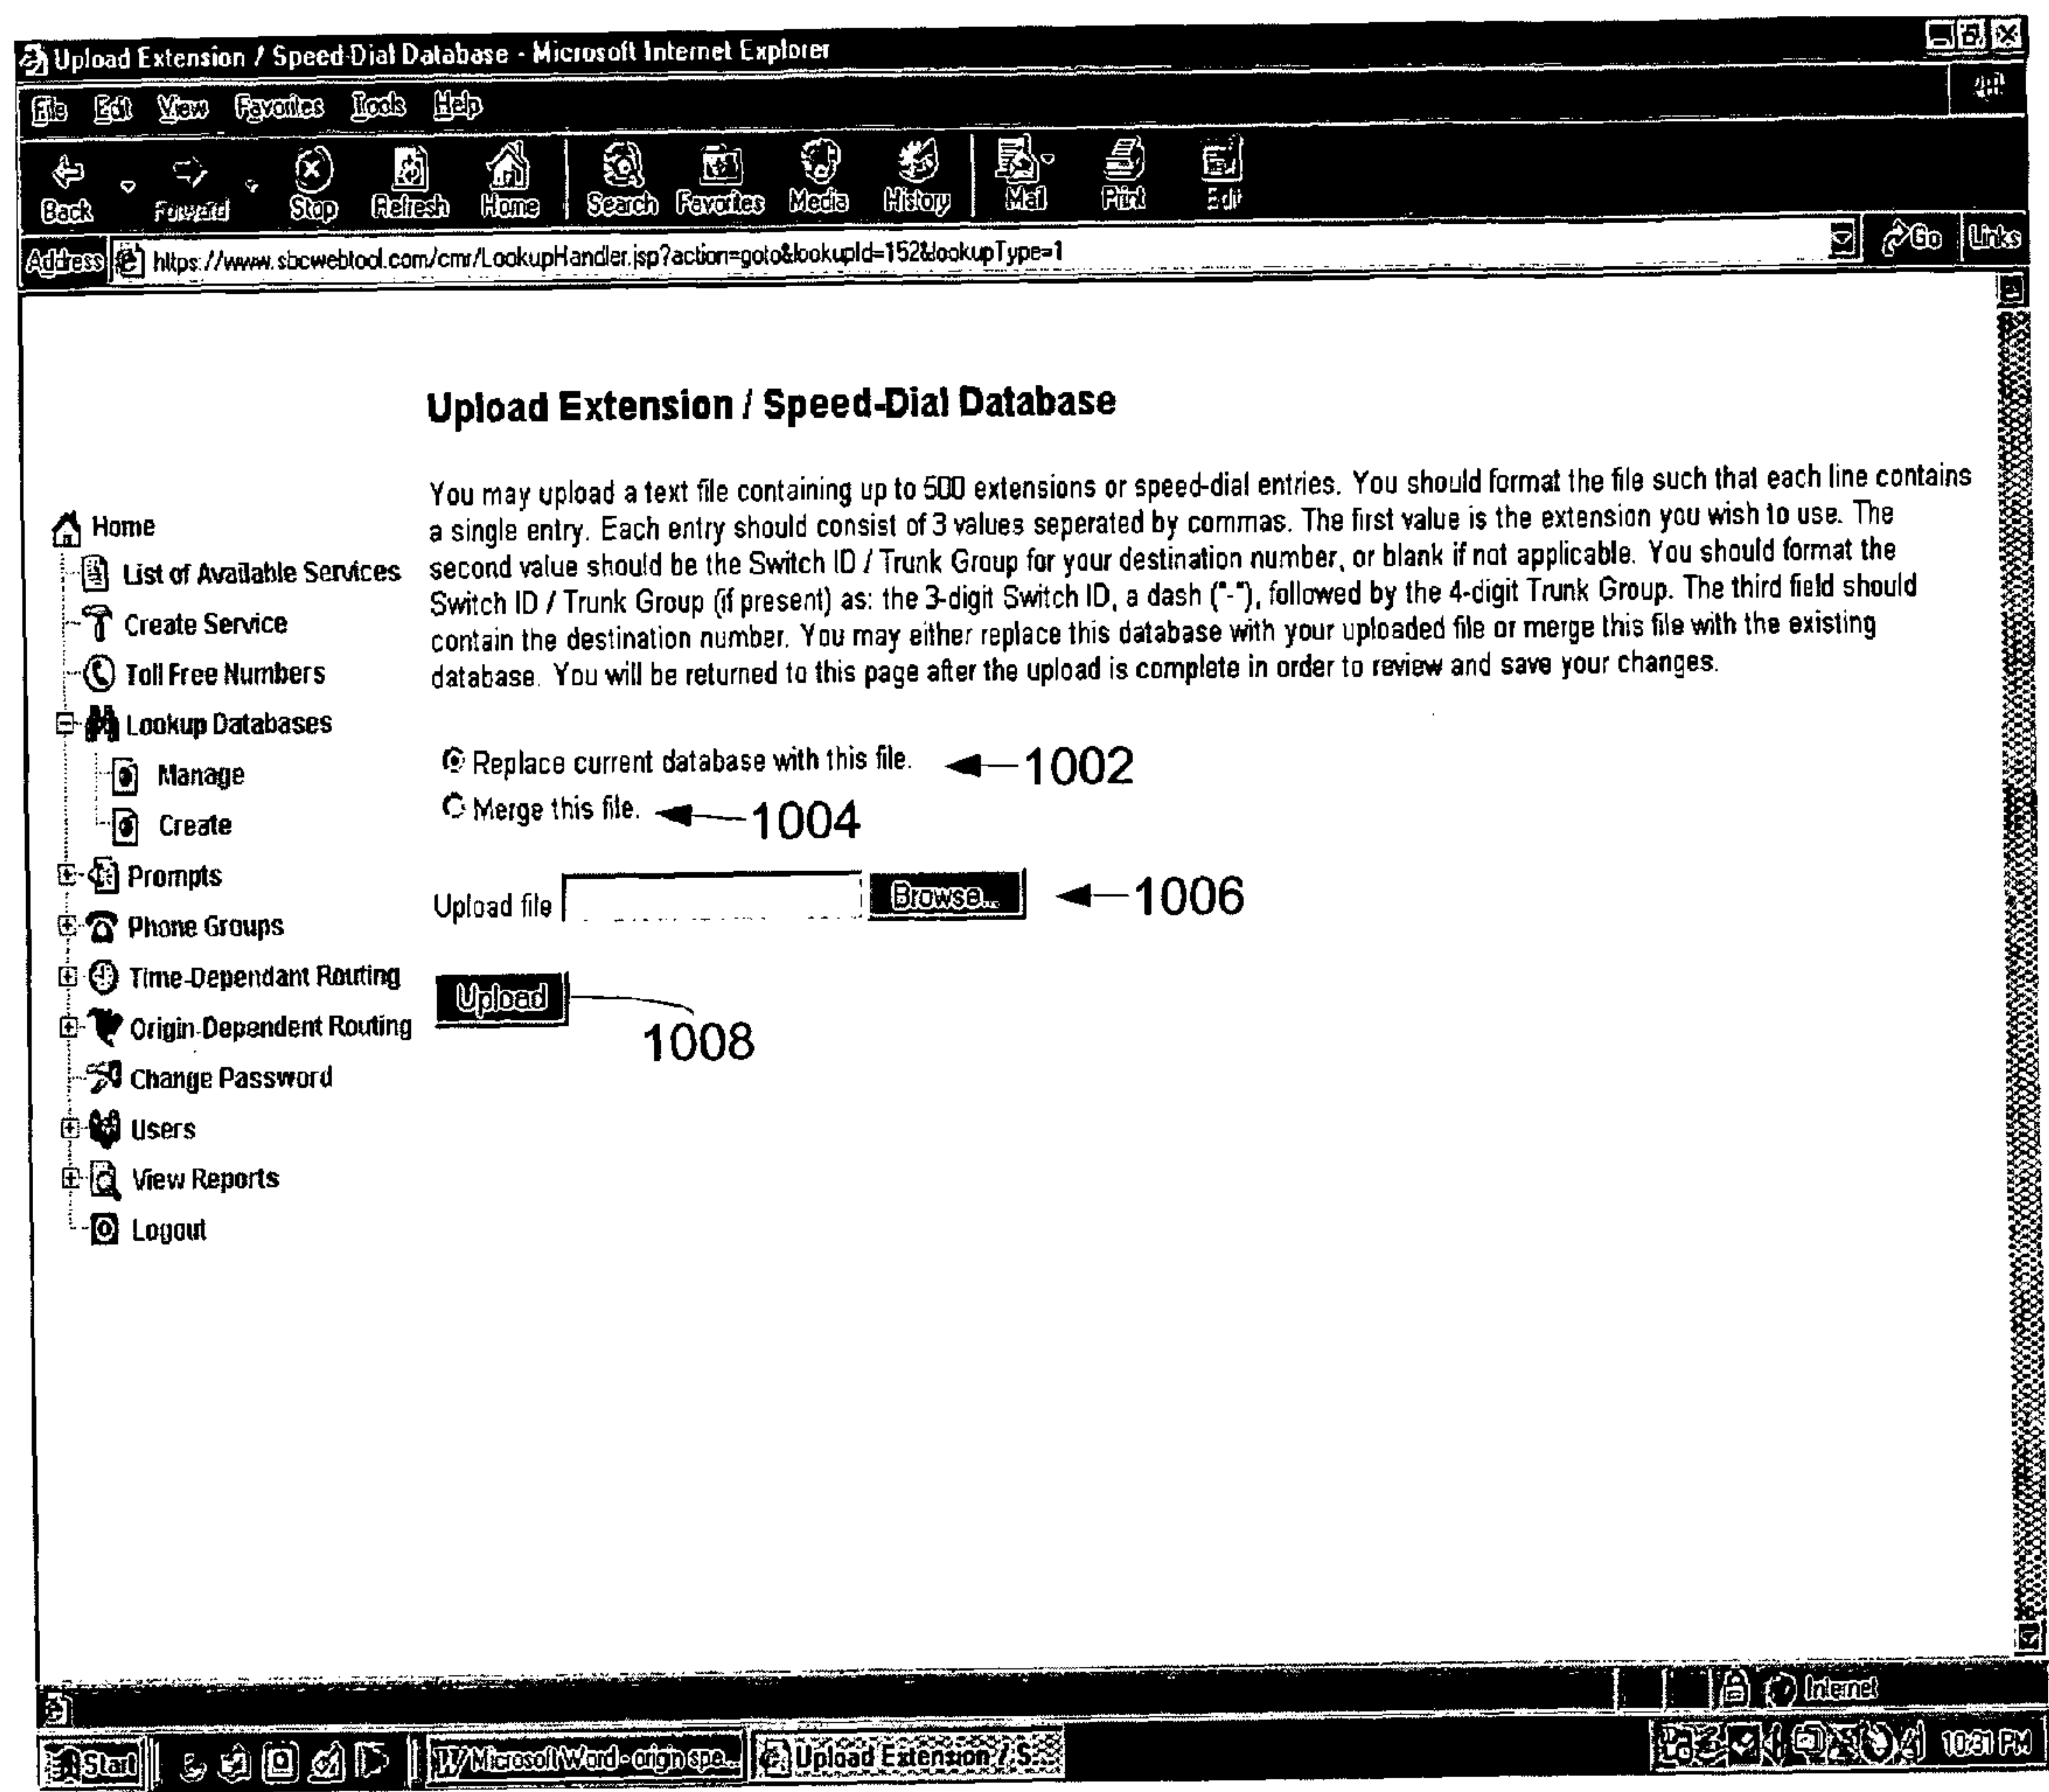 Upload Extension / Speed-Dial Database - Microsoft Internet Explorer
File Edit View Favorites Tools Help
Back Forward Stop Refresh Home Search Favorites Media History Mail Print Edit
Address https://www.sbcwebtool.com/cmr/LookupHandler.jsp?action=goto&lookupId=152&lookupType=1 Go Links
Upload Extension / Speed-Dial Database
You may upload a text file containing up to 500 extensions or speed-dial entries. You should format the file such that each line contains
a single entry. Each entry should consist of 3 values seperated by commas. The first value is the extension you wish to use. The
second value should be the Switch ID / Trunk Group for your destination number, or blank if not applicable. You should format the
Switch ID / Trunk Group (if present) as: the 3-digit Switch ID, a dash ("-"), followed by the 4-digit Trunk Group. The third field should
contain the destination number. You may either replace this database with your uploaded file or merge this file with the existing
database. You will be returned to this page after the upload is complete in order to review and save your changes.
Home
List of Available Services
Create Service
Toll Free Numbers
Lookup Databases
Manage
Create
Prompts
Phone Groups
Time-Dependant Routing
Origin-Dependent Routing
Change Password
Users
View Reports
Logout
Replace current database with this file. 1002
Merge this file. 1004
Upload file Browse... 1006
Upload
1008
Internet
Start Microsoft Word - origin spe... Upload Extension / S... 10:31 PM